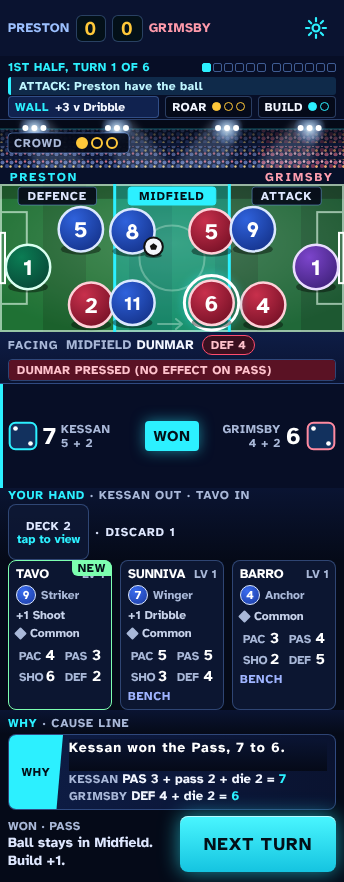 PRESTON 0 0 GRIMSBY
1ST HALF, TURN 1 OF 6
ATTACK: Preston have the ball
WALL +3 v Dribble ROAR BUILD
CROWD
PRESTON GRIMSBY
DEFENCE MIDFIELD ATTACK
5 8 5 9
1 1
2 11 6 4
FACING MIDFIELD DUNMAR DEF 4
DUNMAR PRESSED (NO EFFECT ON PASS)
7 KESSAN 5 + 2 WON GRIMSBY 4 + 2 6
YOUR HAND · KESSAN OUT · TAVO IN
DECK 2
tap to view
· DISCARD 1
NEW
TAVO SUNNIVA LV 1 BARRO LV 1
9 Striker 7 Winger 4 Anchor
+1 Shoot +1 Dribble Common
Common Common
PAC 4 PAS 3 PAC 5 PAS 5 PAC 3 PAS 4
SHO 6 DEF 2 SHO 3 DEF 4 SHO 2 DEF 5
BENCH BENCH
WHY · CAUSE LINE
WHY
Kessan won the Pass, 7 to 6.
KESSAN PAS 3 + pass 2 + die 2 = 7
GRIMSBY DEF 4 + die 2 = 6
WON · PASS
Ball stays in Midfield.
Build +1.
NEXT TURN